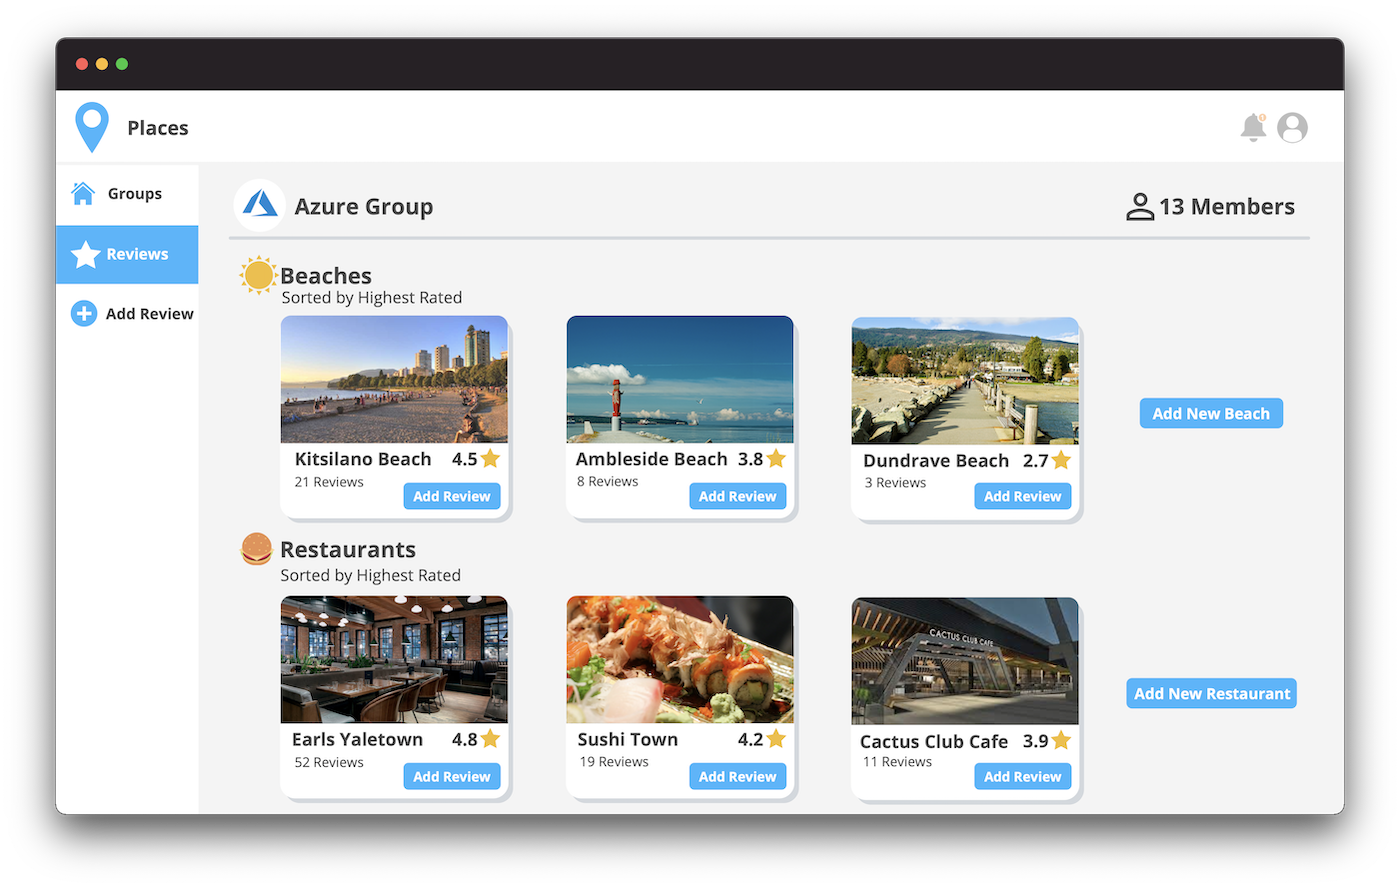 Places
Groups
Reviews
Add Review
Azure Group
13 Members
Beaches
Sorted by Highest Rated
Kitsilano Beach 4.5
21 Reviews
Add Review
Ambleside Beach 3.8
8 Reviews
Add Review
Dundrave Beach 2.7
3 Reviews
Add Review
Add New Beach
Restaurants
Sorted by Highest Rated
Earls Yaletown 4.8
52 Reviews
Add Review
Sushi Town 4.2
19 Reviews
Add Review
CACTUS CLUB CAFE
Cactus Club Cafe 3.9
11 Reviews
Add Review
Add New Restaurant